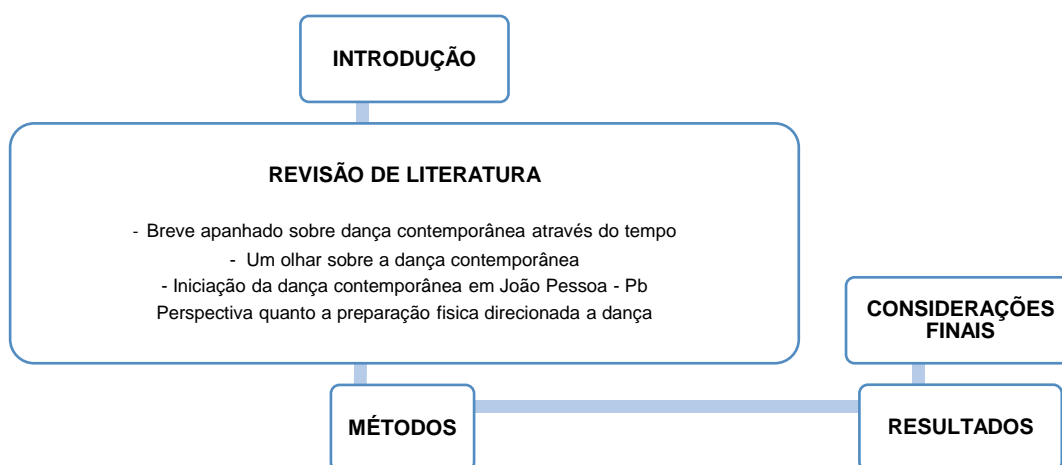 INTRODUÇÃO
REVISÃO DE LITERATURA
- Breve apanhado sobre dança contemporânea através do tempo
- Um olhar sobre a dança contemporânea
- Iniciação da dança contemporânea em João Pessoa - Pb
Perspectiva quanto a preparação fisica direcionada a dança
MÉTODOS
RESULTADOS
CONSIDERAÇÕES
FINAIS